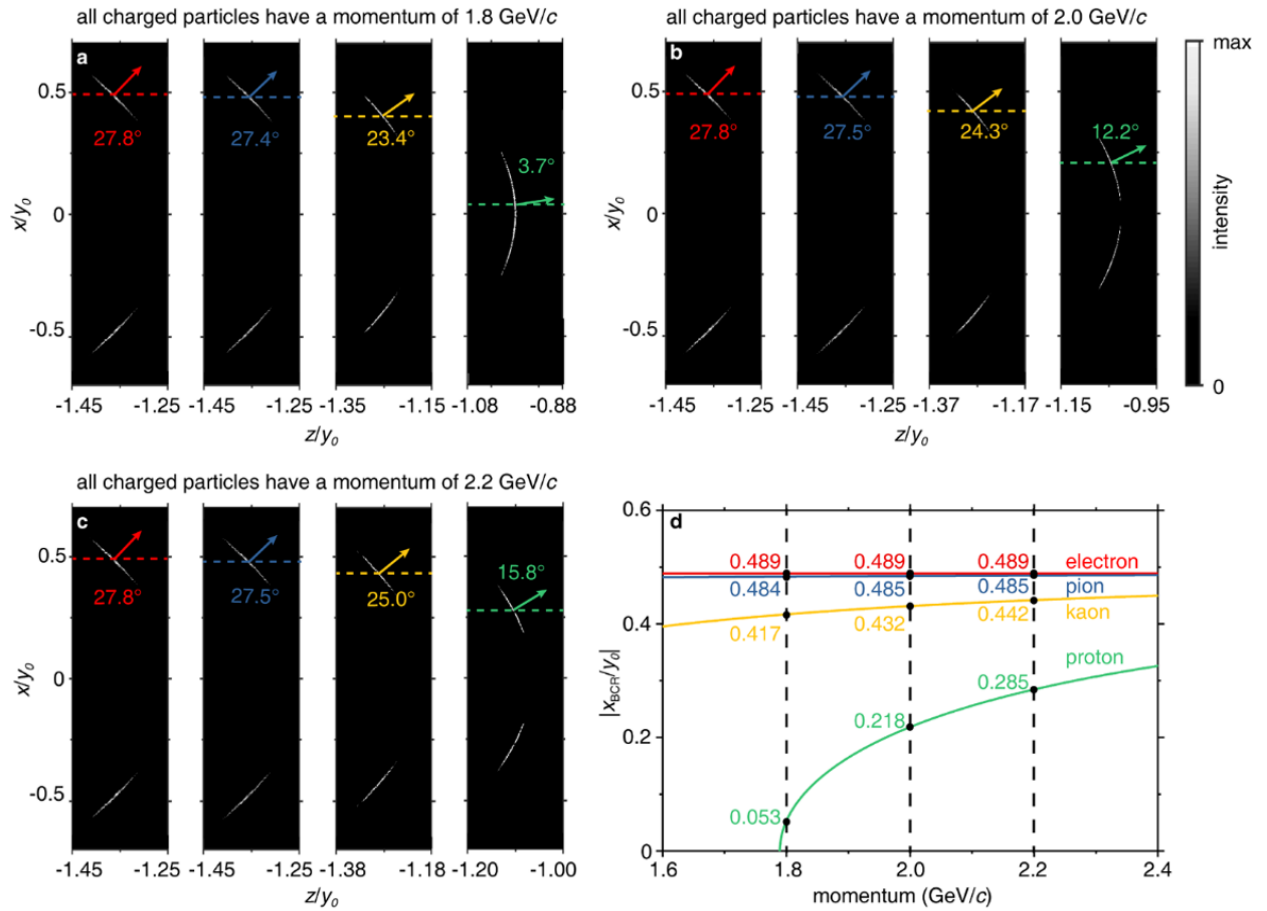 all charged particles have a momentum of 1.8 GeV/c
a
x/y₀
0.5
0
-0.5
27.8°
27.4°
23.4°
3.7°
-1.45 -1.25
-1.45 -1.25
-1.35 -1.15
-1.08 -0.88
z/y₀
all charged particles have a momentum of 2.0 GeV/c
b
x/y₀
0.5
0
-0.5
27.8°
27.5°
24.3°
12.2°
-1.45 -1.25
-1.45 -1.25
-1.37 -1.17
-1.15 -0.95
z/y₀
max
intensity
0
all charged particles have a momentum of 2.2 GeV/c
c
x/y₀
0.5
0
-0.5
27.8°
27.5°
25.0°
15.8°
-1.45 -1.25
-1.45 -1.25
-1.38 -1.18
-1.20 -1.00
z/y₀
d
|xBCR/y₀|
0.6
0.4
0.2
0
0.489 0.489 0.489 electron
0.484 0.485 0.485 pion
0.417 0.432 0.442 kaon
0.053 0.218 0.285 proton
1.6 1.8 2.0 2.2 2.4
momentum (GeV/c)